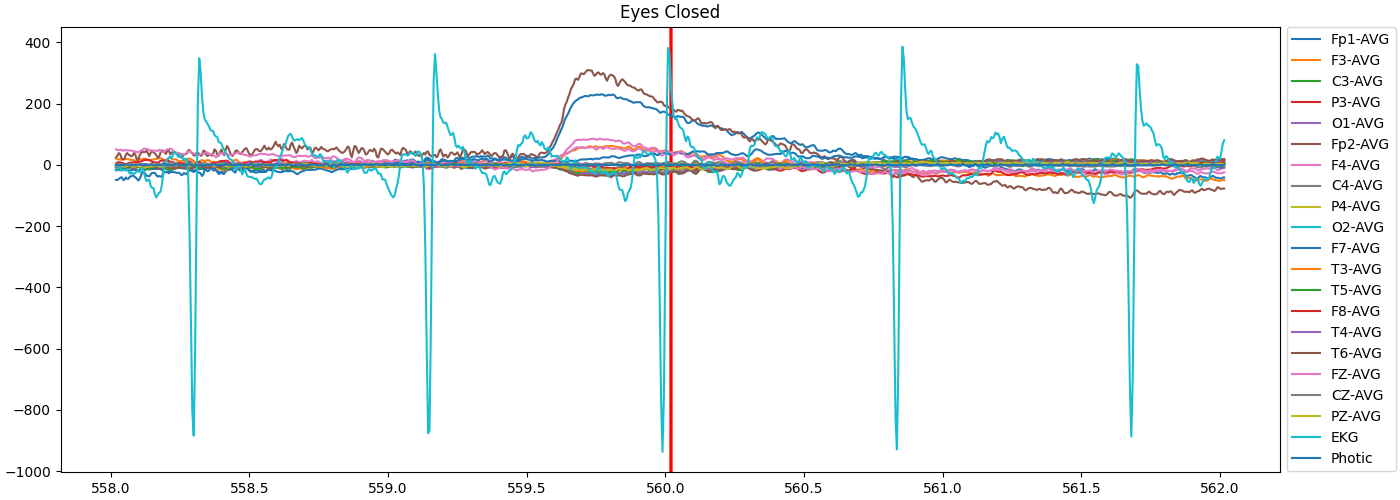 Eyes Closed
400
200
0
−200
−400
−600
−800
−1000
558.0 558.5 559.0 559.5 560.0 560.5 561.0 561.5 562.0
Fp1-AVG
F3-AVG
C3-AVG
P3-AVG
O1-AVG
Fp2-AVG
F4-AVG
C4-AVG
P4-AVG
O2-AVG
F7-AVG
T3-AVG
T5-AVG
F8-AVG
T4-AVG
T6-AVG
FZ-AVG
CZ-AVG
PZ-AVG
EKG
Photic